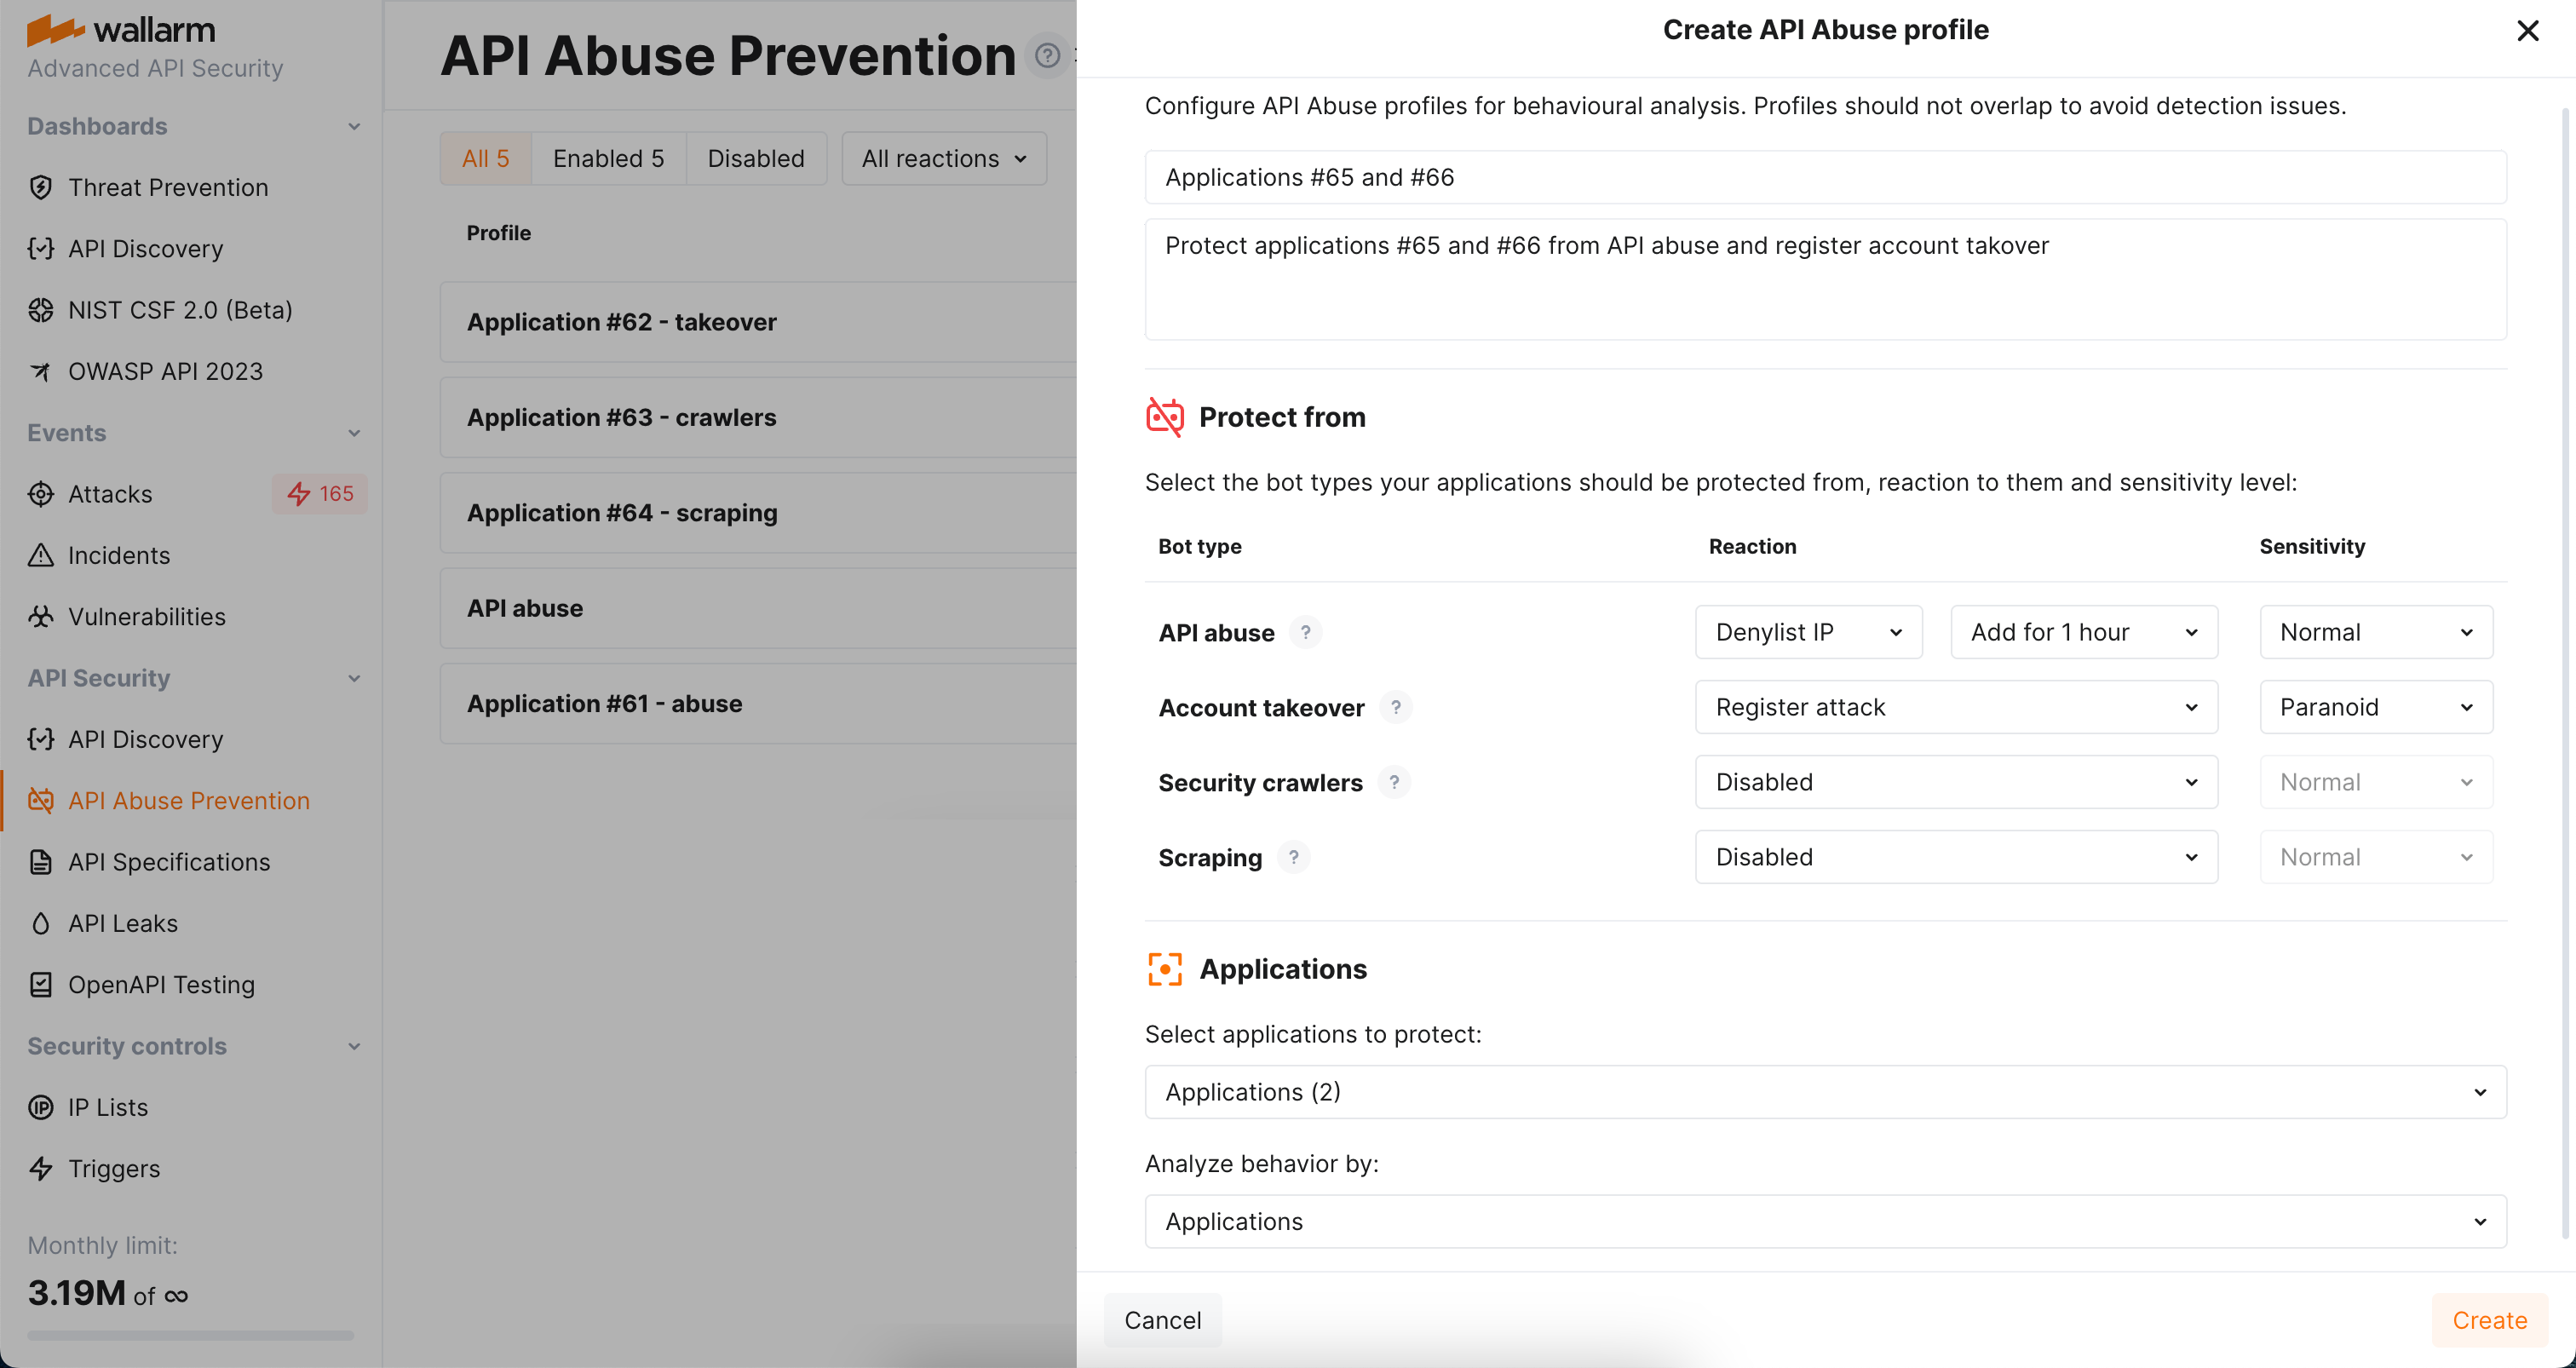 wallarm
Advanced API Security
Dashboards
Threat Prevention
API Discovery
NIST CSF 2.0 (Beta)
OWASP API 2023
Events
Attacks 165
Incidents
Vulnerabilities
API Security
API Discovery
API Abuse Prevention
API Specifications
API Leaks
OpenAPI Testing
Security controls
IP Lists
Triggers
Monthly limit:
3.19M of ∞
API Abuse Prevention ?
All 5 Enabled 5 Disabled All reactions
Profile
Application #62 - takeover
Application #63 - crawlers
Application #64 - scraping
API abuse
Application #61 - abuse
Create API Abuse profile
Configure API Abuse profiles for behavioural analysis. Profiles should not overlap to avoid detection issues.
Applications #65 and #66
Protect applications #65 and #66 from API abuse and register account takover
Protect from
Select the bot types your applications should be protected from, reaction to them and sensitivity level:
Bot type Reaction Sensitivity
API abuse ? Denylist IP Add for 1 hour Normal
Account takeover ? Register attack Paranoid
Security crawlers ? Disabled Normal
Scraping ? Disabled Normal
Applications
Select applications to protect:
Applications (2)
Analyze behavior by:
Applications
Cancel Create